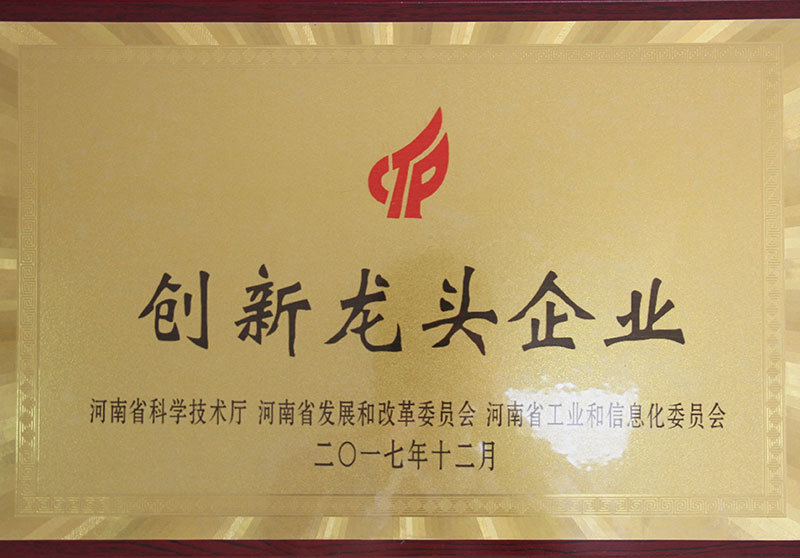 CTP
创新龙头企业
河南省科学技术厅 河南省发展和改革委员会 河南省工业和信息化委员会
二〇一七年十二月